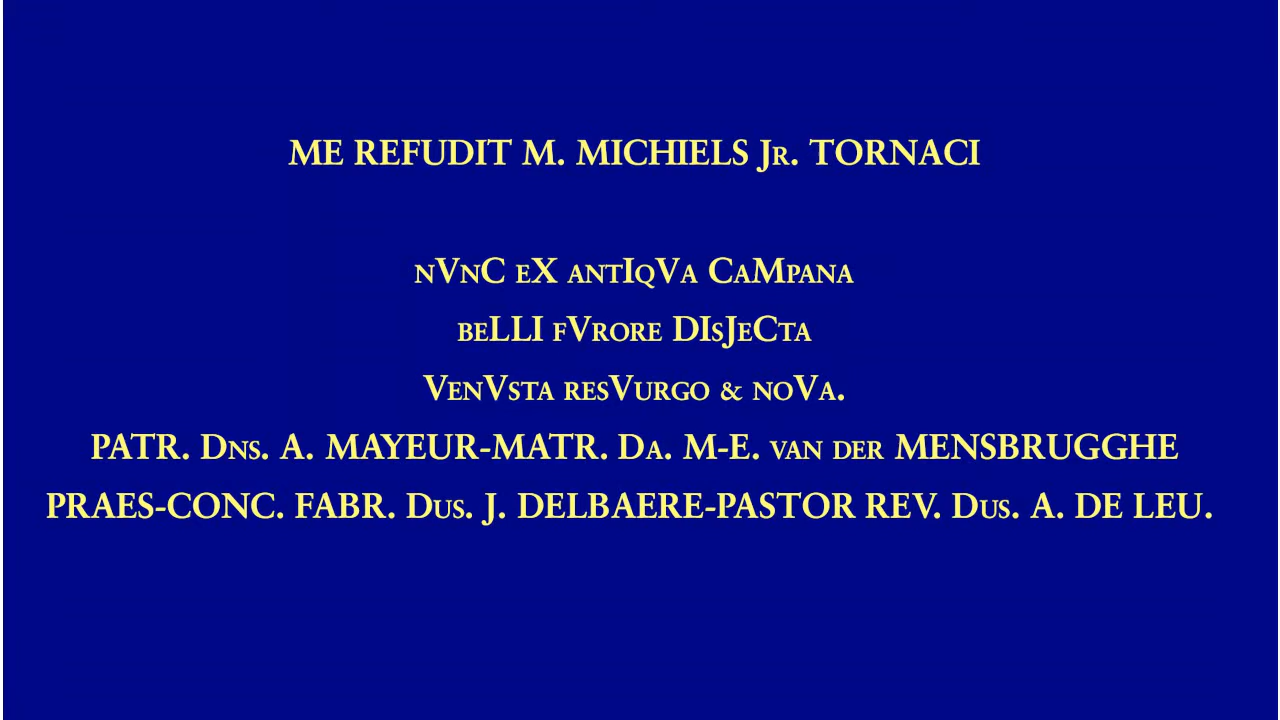 ME REFUDIT M. MICHIELS Jr. TORNACI
nVnC eX antIqVa CaMpana
beLLI fVrore DIsJeCta
VenVsta resVurgo & noVa.
PATR. Dns. A. MAYEUR-MATR. Da. M-E. van der MENSBRUGGHE
PRAES-CONC. FABR. Dus. J. DELBAERE-PASTOR REV. Dus. A. DE LEU.